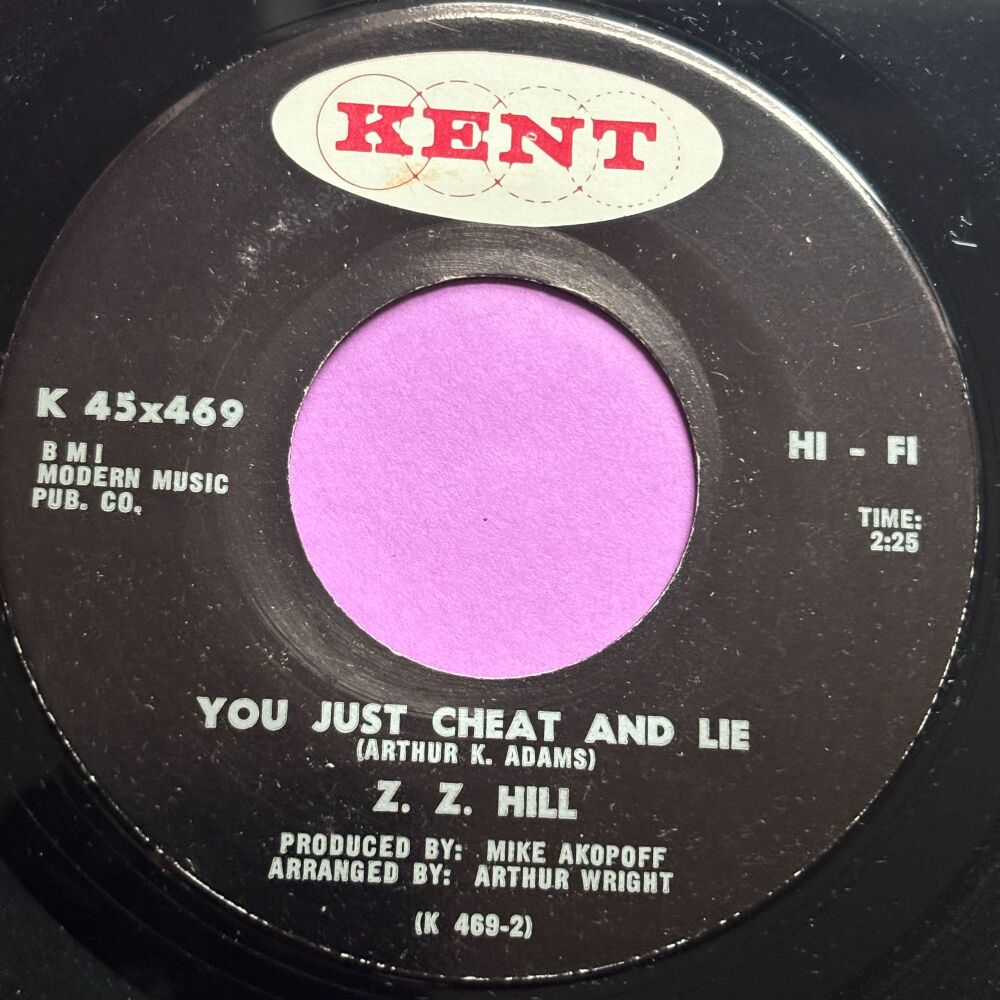 KENT
K 45x469
BMI
MODERN MUSIC
PUB. CO.
HI - FI
TIME:
2:25
YOU JUST CHEAT AND LIE
(ARTHUR K. ADAMS)
Z. Z. HILL
PRODUCED BY: MIKE AKOPOFF
ARRANGED BY: ARTHUR WRIGHT
(K 469-2)